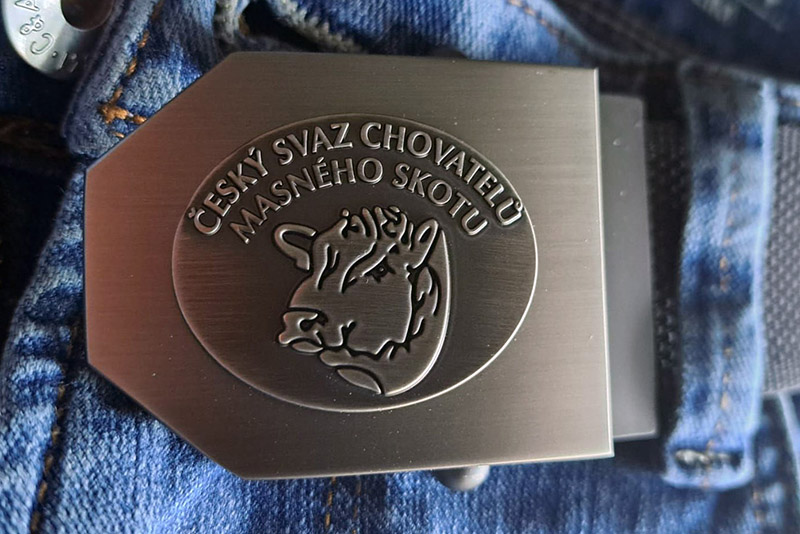 ČESKÝ SVAZ CHOVATELŮ
MASNÉHO SKOTU